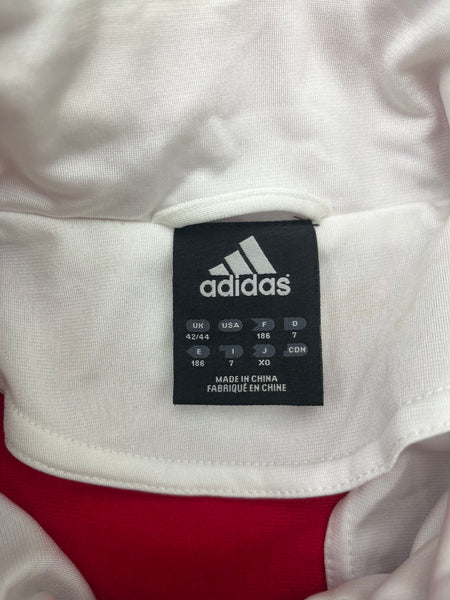 adidas
UK USA F D
42/44 186 7
E I J CDN
186 7 XO
MADE IN CHINA
FABRIQUÉ EN CHINE